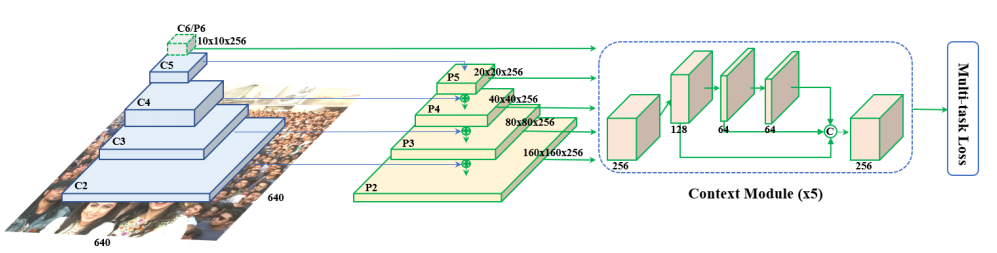 C6/P6
10x10x256
C5
C4
C3
C2
640
640
P5
20x20x256
P4
40x40x256
P3
80x80x256
P2
160x160x256
256
128
64
64
C
256
Context Module (x5)
Multi-task Loss